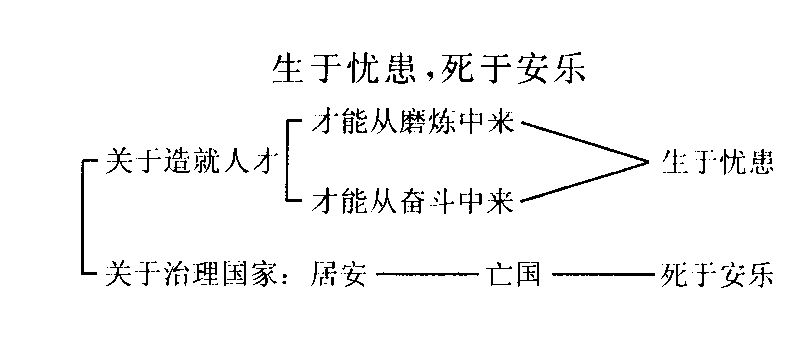 生于忧患,死于安乐
才能从磨炼中来
关于造就人才
生于忧患
才能从奋斗中来
关于治理国家：居安 亡国 死于安乐